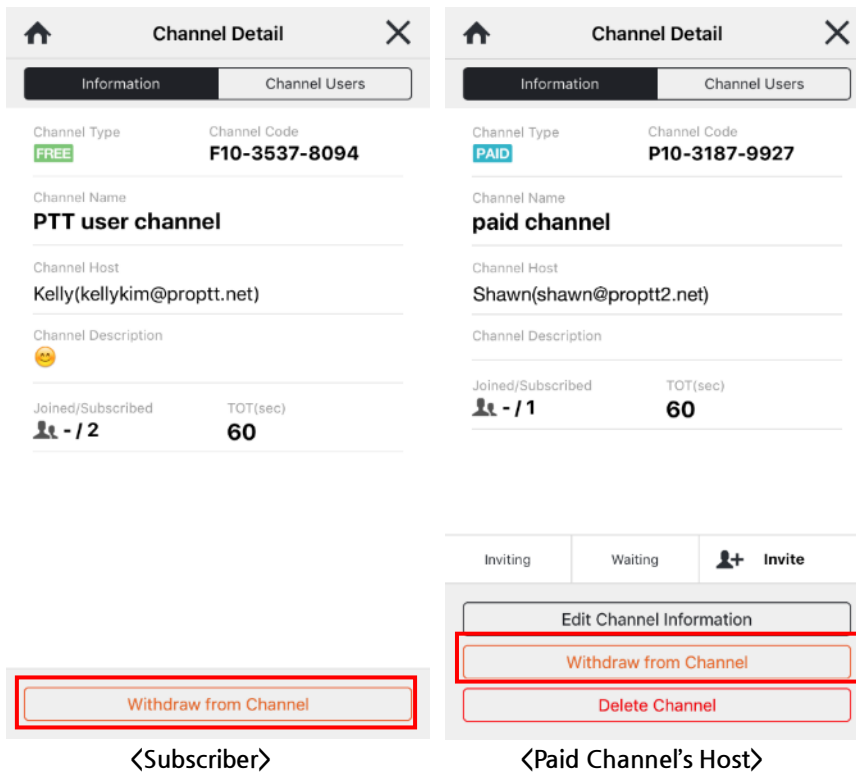 Channel Detail
Information Channel Users
Channel Type Channel Code
FREE F10-3537-8094
Channel Name
PTT user channel
Channel Host
Kelly(kellykim@proptt.net)
Channel Description
Joined/Subscribed TOT(sec)
- / 2 60
Withdraw from Channel
<Subscriber>
Channel Detail
Information Channel Users
Channel Type Channel Code
PAID P10-3187-9927
Channel Name
paid channel
Channel Host
Shawn(shawn@proptt2.net)
Channel Description
Joined/Subscribed TOT(sec)
- / 1 60
Inviting Waiting Invite
Edit Channel Information
Withdraw from Channel
Delete Channel
<Paid Channel's Host>